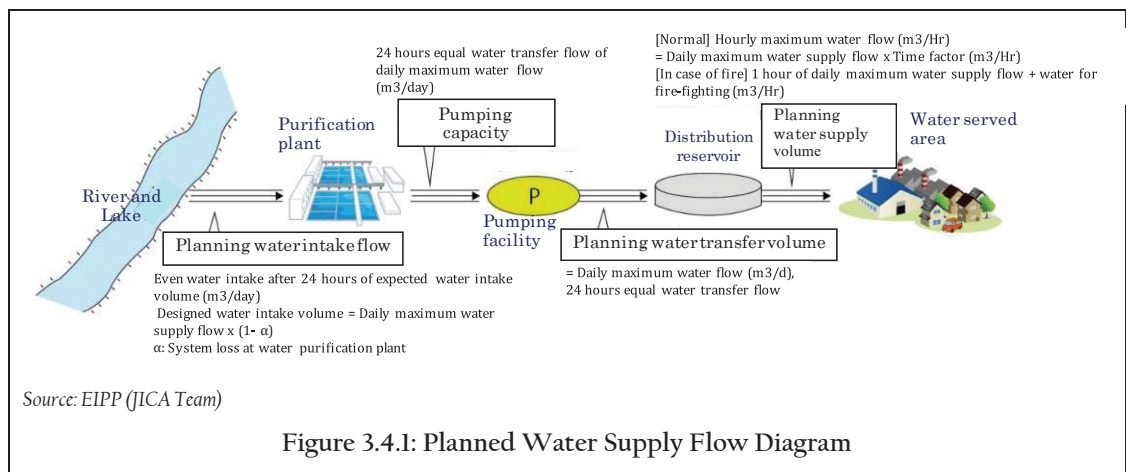 24 hours equal water transfer flow of
daily maximum water flow
(m3/day)
[Normal] Hourly maximum water flow (m3/Hr)
= Daily maximum water supply flow x Time factor (m3/Hr)
[In case of fire] 1 hour of daily maximum water supply flow + water for
fire-fighting (m3/Hr)
Purification
plant
Pumping
capacity
Distribution
reservoir
Planning
water supply
volume
Water served
area
River and
Lake
P
Pumping
facility
Planning water intake flow
Planning water transfer volume
Even water intake after 24 hours of expected water intake
volume (m3/day)
Designed water intake volume = Daily maximum water
supply flow x (1- α)
α: System loss at water purification plant
= Daily maximum water flow (m3/d),
24 hours equal water transfer flow
Source: EIPP (JICA Team)
Figure 3.4.1: Planned Water Supply Flow Diagram